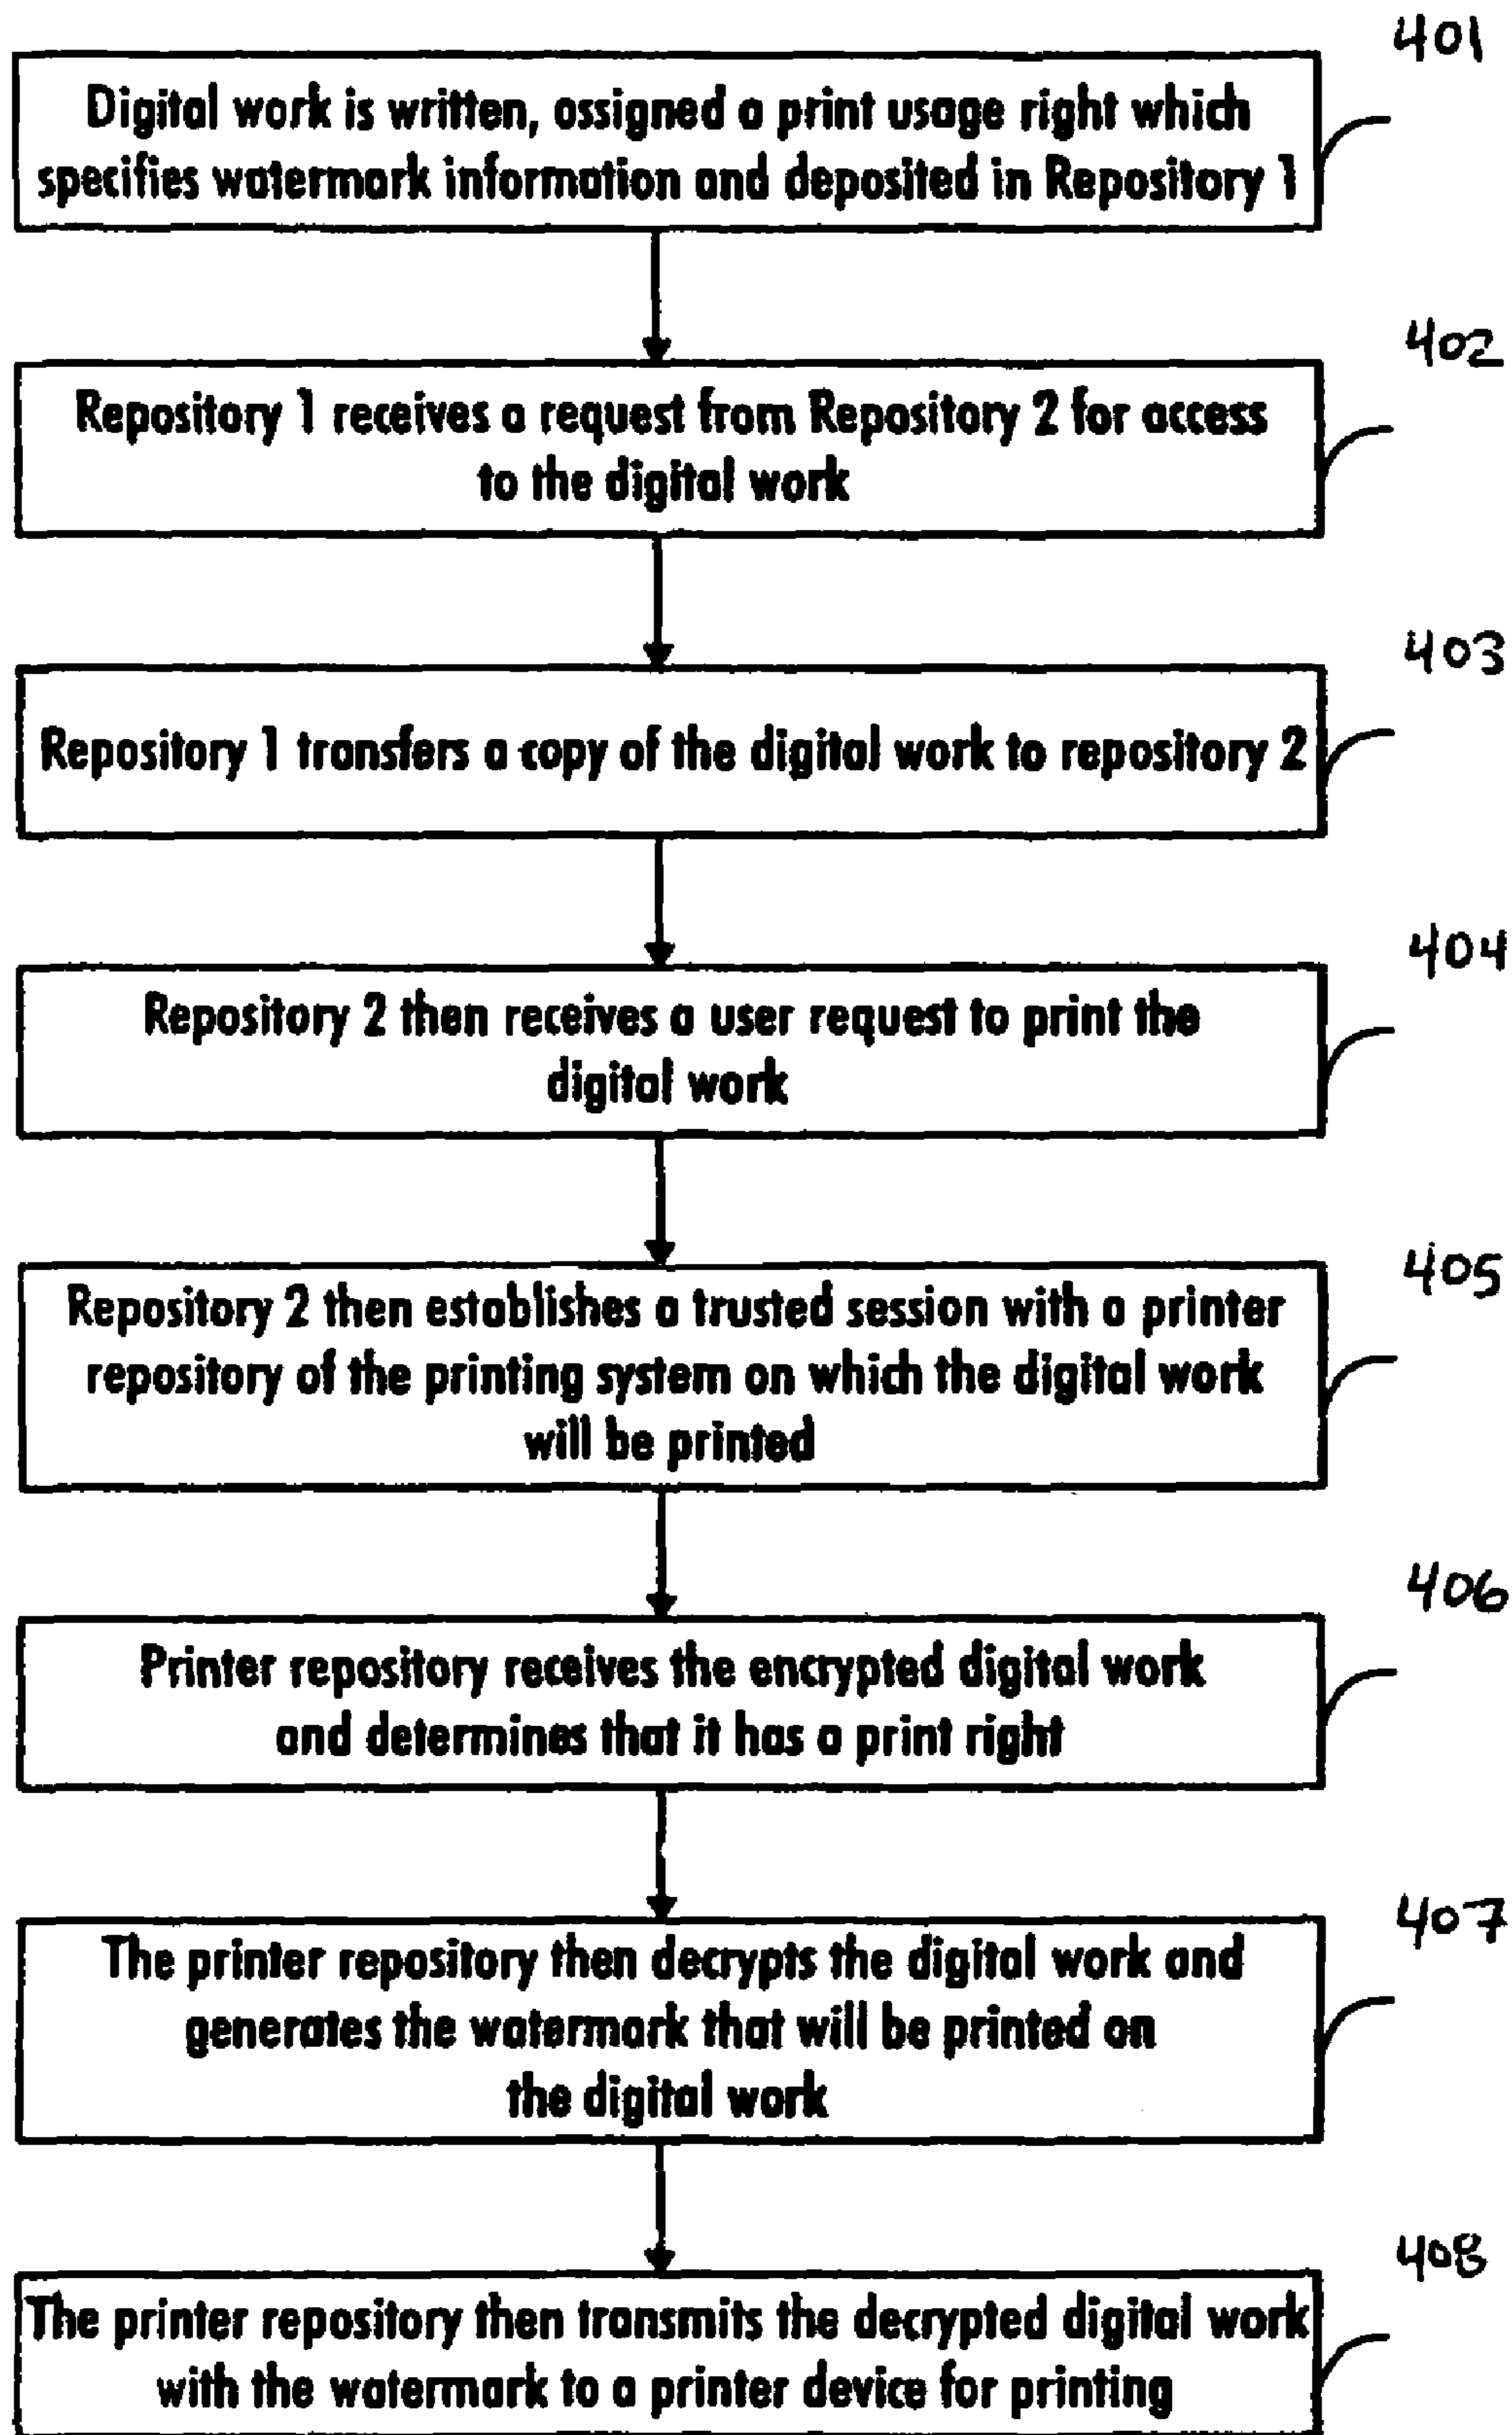 401
Digital work is written, assigned a print usage right which
specifies watermark information and deposited in Repository 1
402
Repository 1 receives a request from Repository 2 for access
to the digital work
403
Repository 1 transfers a copy of the digital work to repository 2
404
Repository 2 then receives a user request to print the
digital work
405
Repository 2 then establishes a trusted session with a printer
repository of the printing system on which the digital work
will be printed
406
Printer repository receives the encrypted digital work
and determines that it has a print right
407
The printer repository then decrypts the digital work and
generates the watermark that will be printed on
the digital work
408
The printer repository then transmits the decrypted digital work
with the watermark to a printer device for printing